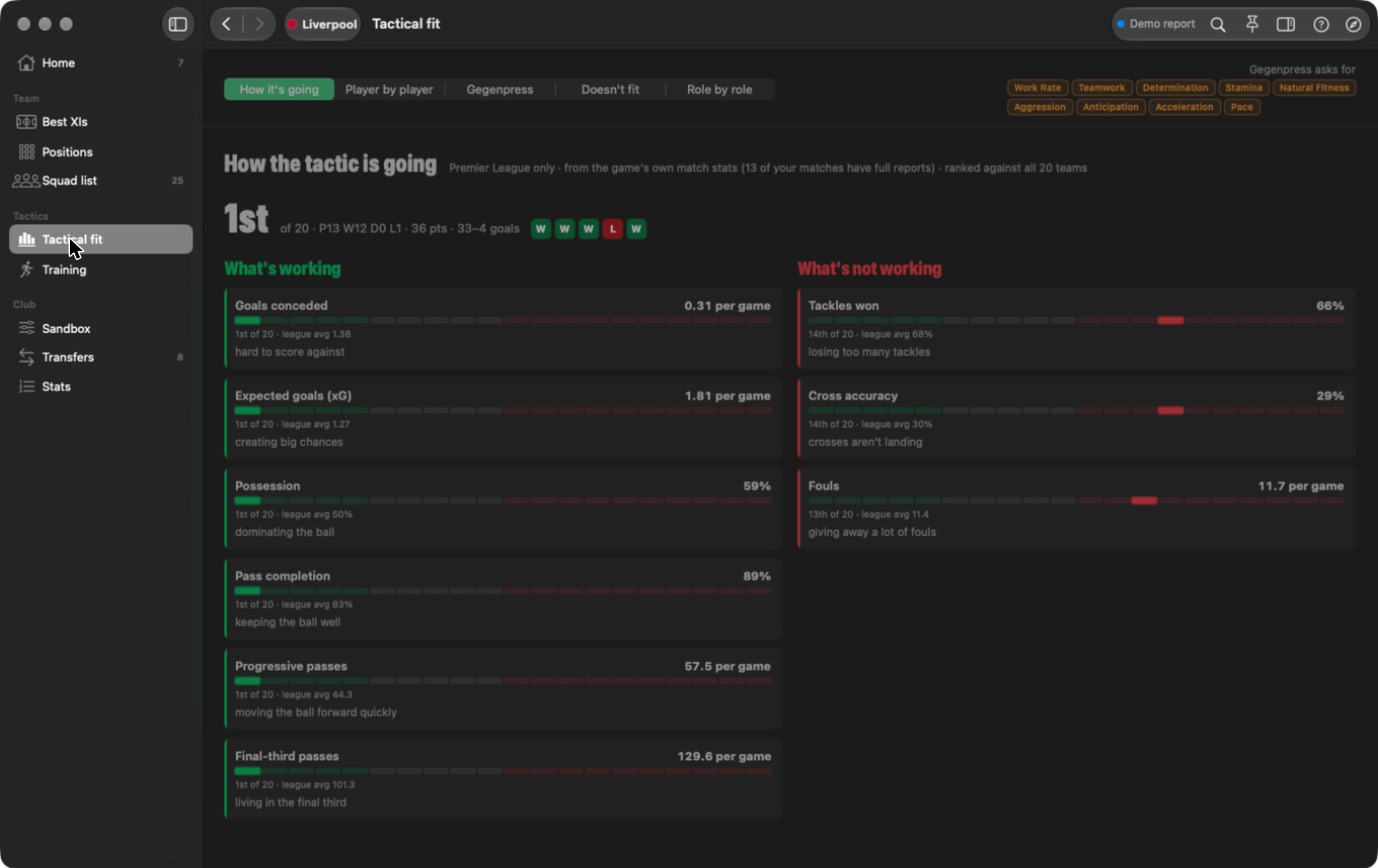 Liverpool
Tactical fit
Demo report
Home 7
Team
Best XIs
Positions
Squad list 25
Tactics
Tactical fit
Training
Club
Sandbox
Transfers 8
Stats
How it's going
Player by player
Gegenpress
Doesn't fit
Role by role
Gegenpress asks for
Work Rate Teamwork Determination Stamina Natural Fitness
Aggression Anticipation Acceleration Pace
How the tactic is going Premier League only · from the game's own match stats (13 of your matches have full reports) · ranked against all 20 teams
1st of 20 · P13 W12 D0 L1 · 36 pts · 33–4 goals W W W L W
What's working
Goals conceded 0.31 per game
1st of 20 · league avg 1.38
hard to score against
Expected goals (xG) 1.81 per game
1st of 20 · league avg 1.27
creating big chances
Possession 59%
1st of 20 · league avg 50%
dominating the ball
Pass completion 89%
1st of 20 · league avg 83%
keeping the ball well
Progressive passes 57.5 per game
1st of 20 · league avg 44.3
moving the ball forward quickly
Final-third passes 129.6 per game
1st of 20 · league avg 101.3
living in the final third
What's not working
Tackles won 66%
14th of 20 · league avg 68%
losing too many tackles
Cross accuracy 29%
14th of 20 · league avg 30%
crosses aren't landing
Fouls 11.7 per game
13th of 20 · league avg 11.4
giving away a lot of fouls